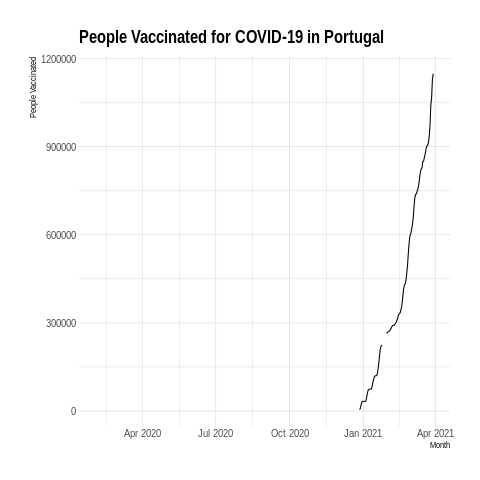 People Vaccinated for COVID-19 in Portugal
People Vaccinated
1200000
900000
600000
300000
0
Apr 2020 Jul 2020 Oct 2020 Jan 2021 Apr 2021
Month